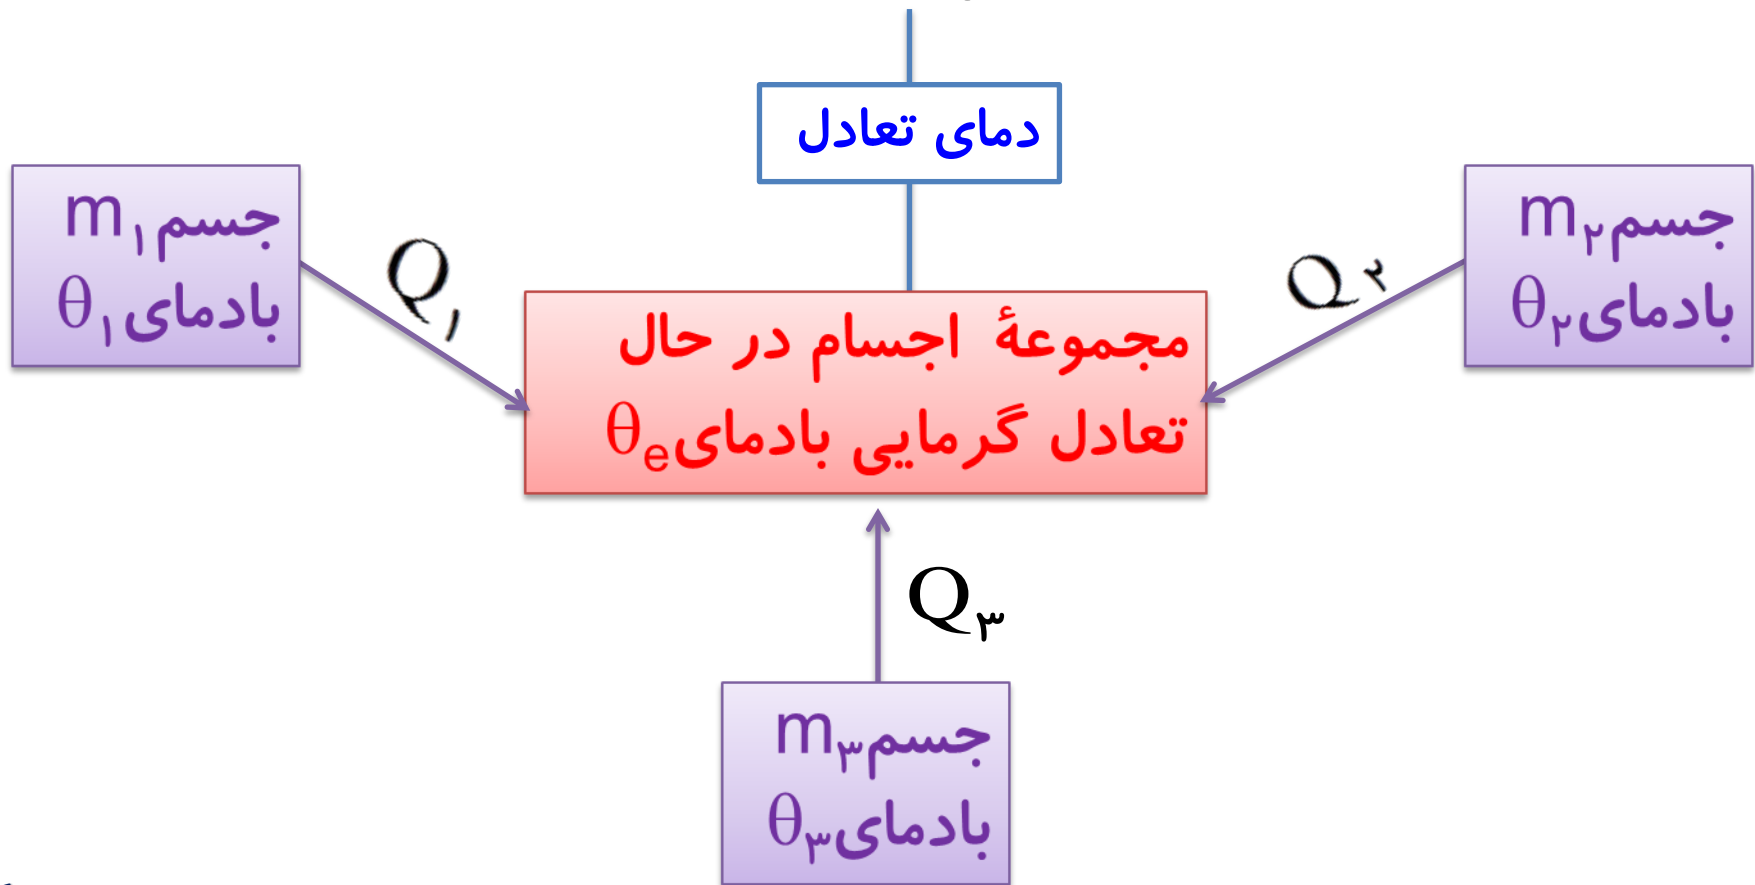 دمای تعادل
جسم m۱
بادمای θ۱
Q۱
جسم m۲
بادمای θ۲
Q۲
مجموعهٔ اجسام در حال
تعادل گرمایی بادمای θe
Q۳
جسم m۳
بادمای θ۳